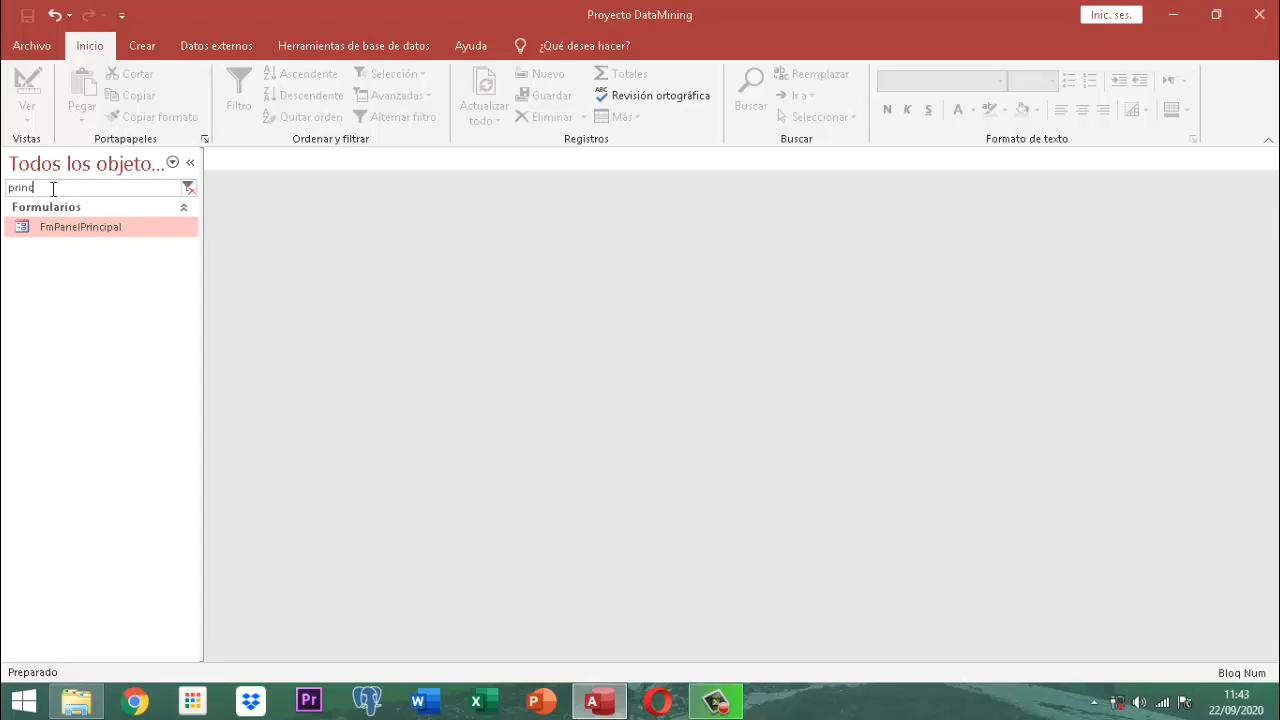 Proyecto DataMining
Inic. ses.
Archivo
Inicio
Crear
Datos externos
Herramientas de base de datos
Ayuda
¿Qué desea hacer?
Ver
Vistas
Pegar
Cortar
Copiar
Copiar formato
Portapapeles
Filtro
Ascendente
Descendente
Quitar orden
Selección
Avanzadas
Alternar filtro
Ordenar y filtrar
Actualizar todo
Nuevo
Guardar
Eliminar
Totales
Revisión ortográfica
Más
Registros
Buscar
Reemplazar
Ir a
Seleccionar
Buscar
N K S A
Formato de texto
Todos los objeto...
princ
Formularios
FmPanelPrincipal
Preparado
Bloq Num
11:43
22/09/2020